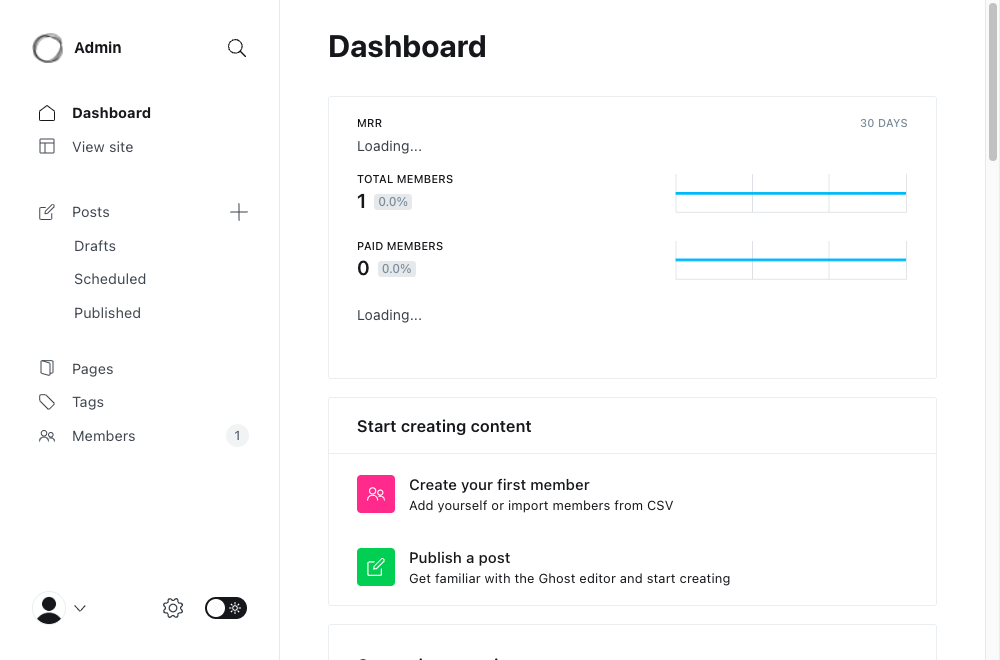 Admin
Dashboard
View site
Posts
Drafts
Scheduled
Published
Pages
Tags
Members
1
Dashboard
MRR
30 DAYS
Loading...
TOTAL MEMBERS
1 0.0%
PAID MEMBERS
0 0.0%
Loading...
Start creating content
Create your first member
Add yourself or import members from CSV
Publish a post
Get familiar with the Ghost editor and start creating